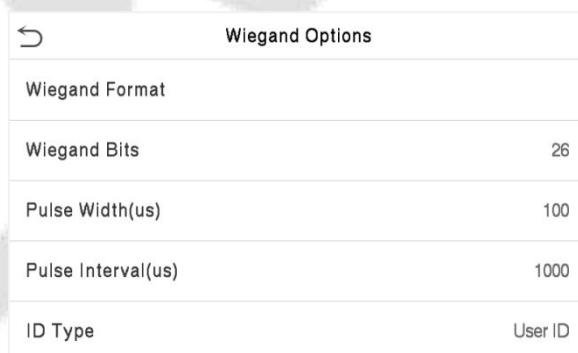 Wiegand Options
Wiegand Format
Wiegand Bits 26
Pulse Width(us) 100
Pulse Interval(us) 1000
ID Type User ID